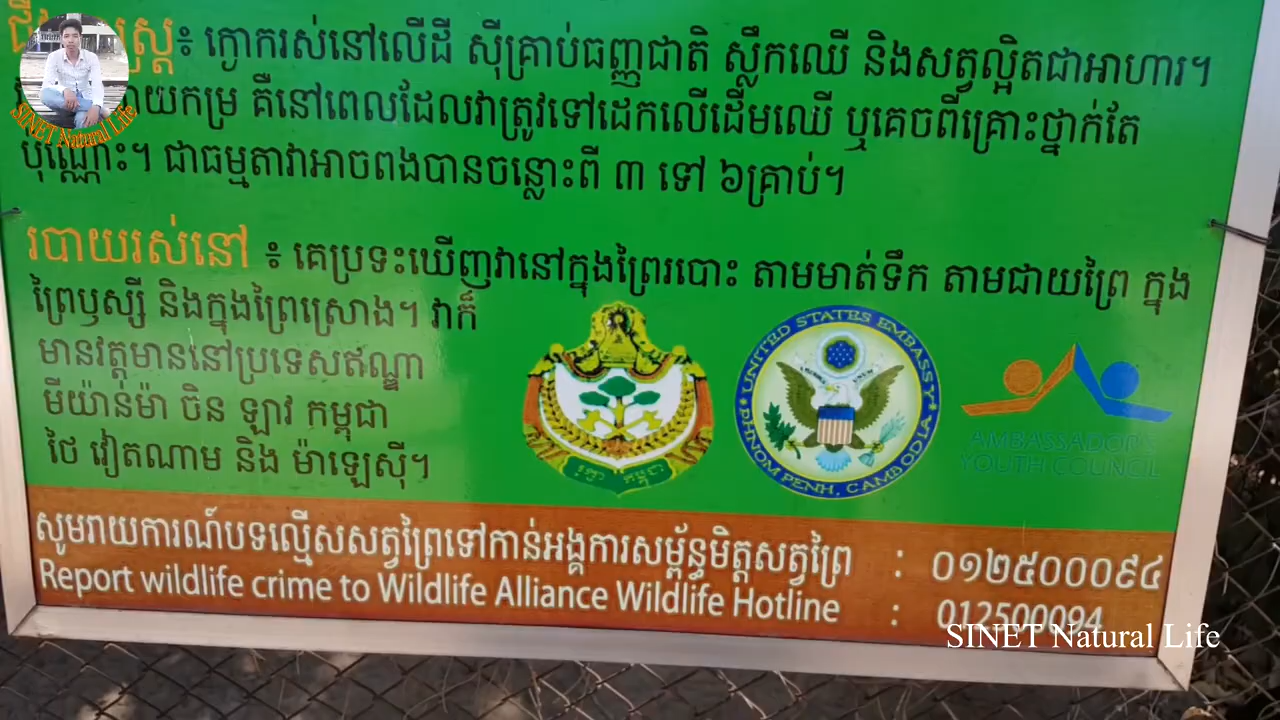 ៈ ក្ងោករស់នៅលើដី ស៊ីគ្រាប់ធញ្ញជាតិ ស្លឹកឈើ និងសត្វល្អិតជាអាហារ។
កម្រ គឺនៅពេលដែលវាត្រូវទៅដេកលើដើមឈើ ឬគេចពីគ្រោះថ្នាក់តែ
ប៉ុណ្ណោះ។ ជាធម្មតាវាអាចពងបានចន្លោះពី ៣ ទៅ ៦គ្រាប់។
របាយរស់នៅ ៖ គេប្រទះឃើញវានៅក្នុងព្រៃរបោះ តាមមាត់ទឹក តាមជាយព្រៃ ក្នុង
ព្រៃឫស្សី និងក្នុងព្រៃស្រោង។ វាក៏
មានវត្តមាននៅប្រទេសឥណ្ឌា
មីយ៉ាន់ម៉ា ចិន ឡាវ កម្ពុជា
ថៃ វៀតណាម និង ម៉ាឡេស៊ី។
UNITED STATES EMBASSY
PHNOM PENH, CAMBODIA
AMBASSADOR'S
YOUTH COUNCIL
សូមរាយការណ៍បទល្មើសសត្វព្រៃទៅកាន់អង្គការសម្ព័ន្ធមិត្តសត្វព្រៃ : ០១២៥០០០៩៤
Report wildlife crime to Wildlife Alliance Wildlife Hotline : 012500094
SINET Natural Life
SINET Natural Life